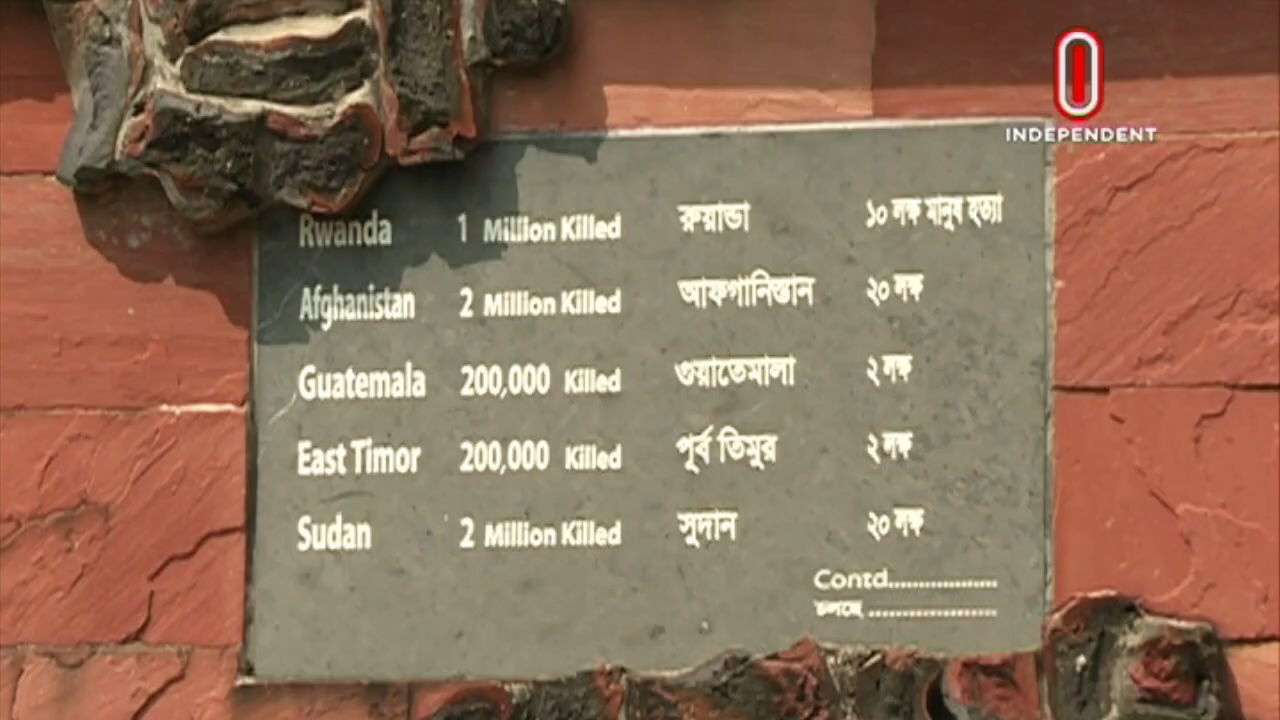 INDEPENDENT
Rwanda 1 Million Killed রুয়ান্ডা ১০ লক্ষ মানুষ হত্যা
Afghanistan 2 Million Killed আফগানিস্তান ২০ লক্ষ
Guatemala 200,000 Killed গুয়াতেমালা ২ লক্ষ
East Timor 200,000 Killed পূর্ব তিমুর ২ লক্ষ
Sudan 2 Million Killed সুদান ২০ লক্ষ
Contd..................
চলছে .....................